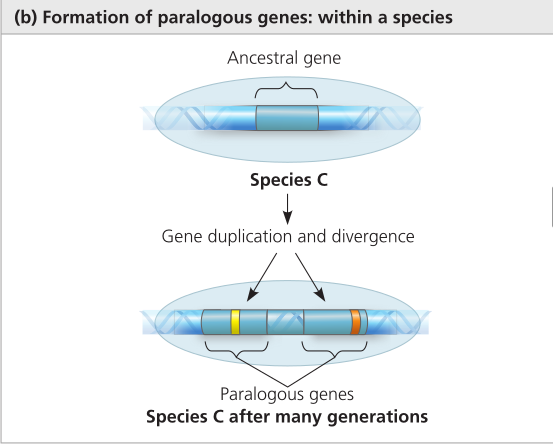 (b) Formation of paralogous genes: within a species
Ancestral gene
Species C
Gene duplication and divergence
Paralogous genes
Species C after many generations